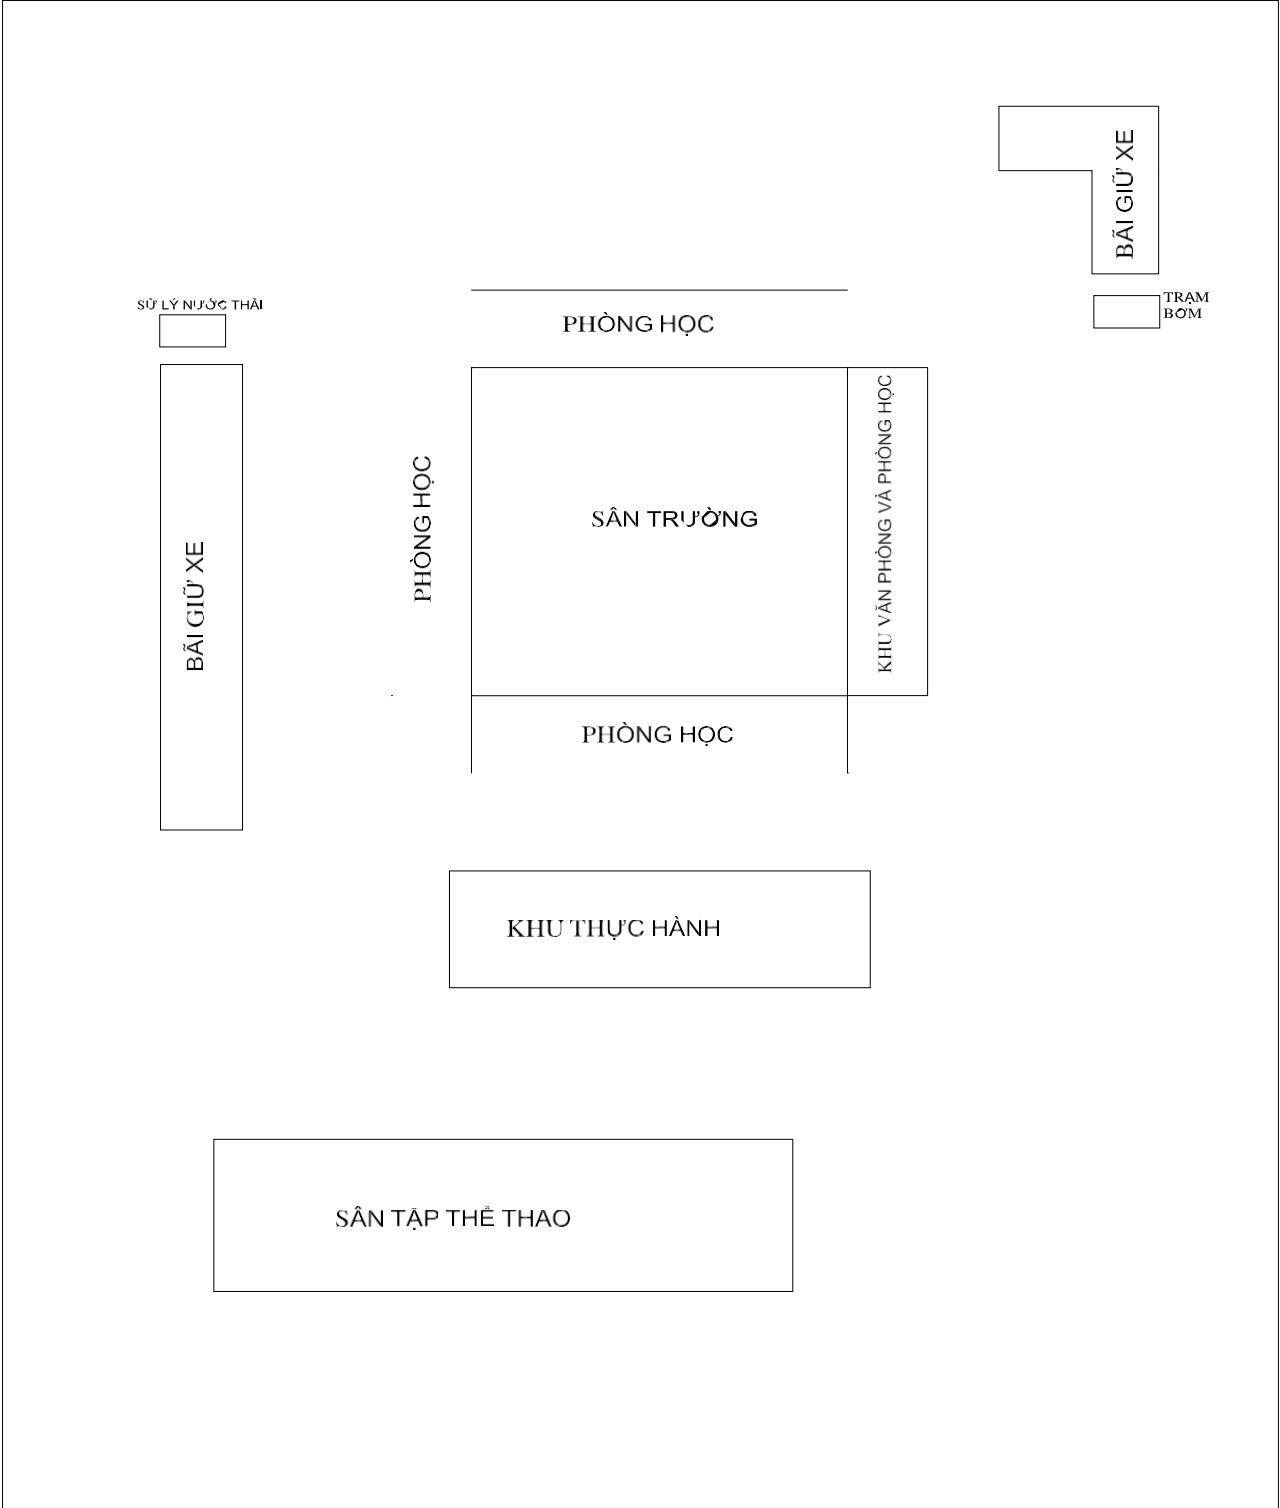 BÃI GIỮ XE
TRẠM
BƠM
SỬ LÝ NƯỚC THẢI
PHÒNG HỌC
KHU VĂN PHÒNG VÀ PHÒNG HỌC
PHÒNG HỌC
SÂN TRƯỜNG
BÃI GIỮ XE
PHÒNG HỌC
KHU THỰC HÀNH
SÂN TẬP THỂ THAO